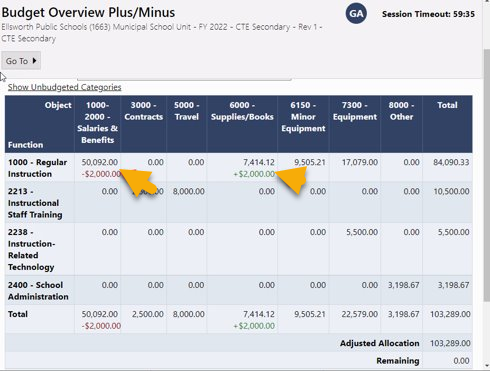 Budget Overview Plus/Minus
GA
Session Timeout: 59:35
Ellsworth Public Schools (1663) Municipal School Unit - FY 2022 - CTE Secondary - Rev 1 -
CTE Secondary
Go To
Show Unbudgeted Categories
Object
Function
1000-
2000 -
Salaries &
Benefits
3000 -
Contracts
5000 -
Travel
6000 -
Supplies/Books
6150 -
Minor
Equipment
7300 -
Equipment
8000 -
Other
Total
1000 - Regular
Instruction
50,092.00
-$2,000.00
0.00
0.00
7,414.12
+$2,000.00
9,505.21
17,079.00
0.00
84,090.33
2213 -
Instructional
Staff Training
0.00
8,000.00
0.00
0.00
0.00
0.00
10,500.00
2238 -
Instruction-
Related
Technology
0.00
0.00
0.00
0.00
0.00
5,500.00
0.00
5,500.00
2400 - School
Administration
0.00
0.00
0.00
0.00
0.00
0.00
3,198.67
3,198.67
Total
50,092.00
-$2,000.00
2,500.00
8,000.00
7,414.12
+$2,000.00
9,505.21
22,579.00
3,198.67
103,289.00
Adjusted Allocation
103,289.00
Remaining
0.00